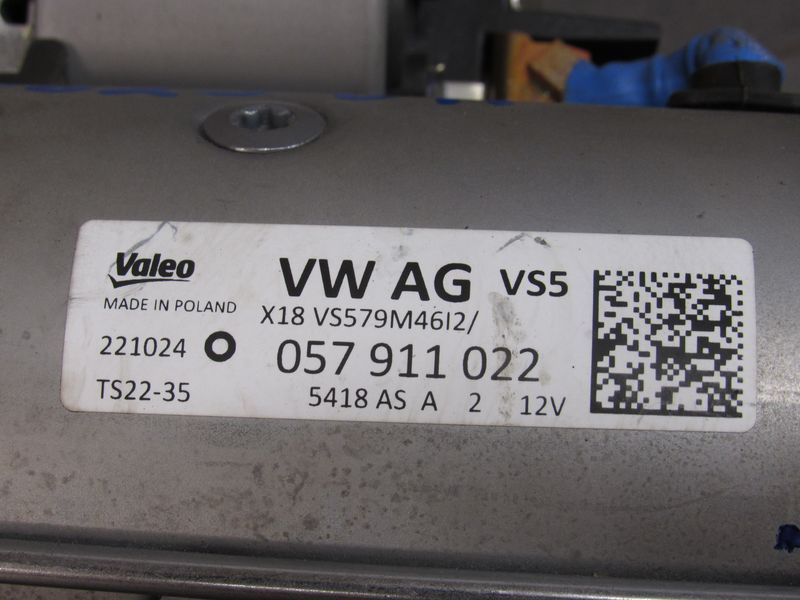 Valeo VW AG VS5
MADE IN POLAND X18 VS579M46I2/
221024 057 911 022
TS22-35 5418 AS A 2 12V